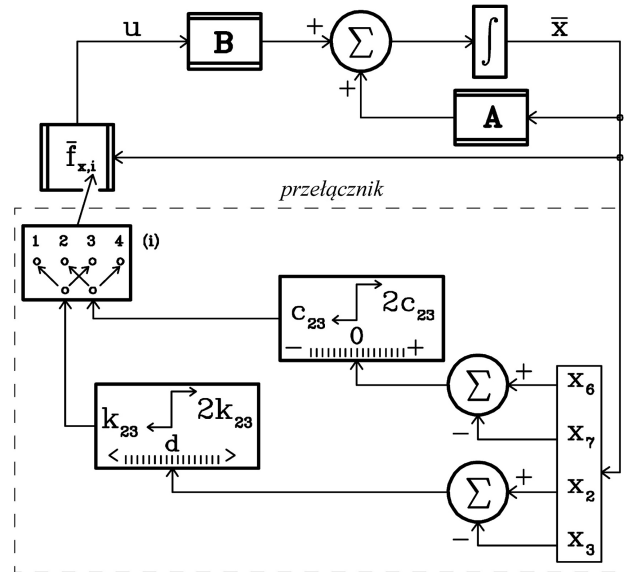 u B + Σ ∫ x̄
+ A
f̄ₓ,ᵢ
przełącznik
1 2 3 4 (i)
c₂₃ 2c₂₃
− 0 +
k₂₃ 2k₂₃
< d >
Σ + x₆
− x₇
Σ + x₂
− x₃